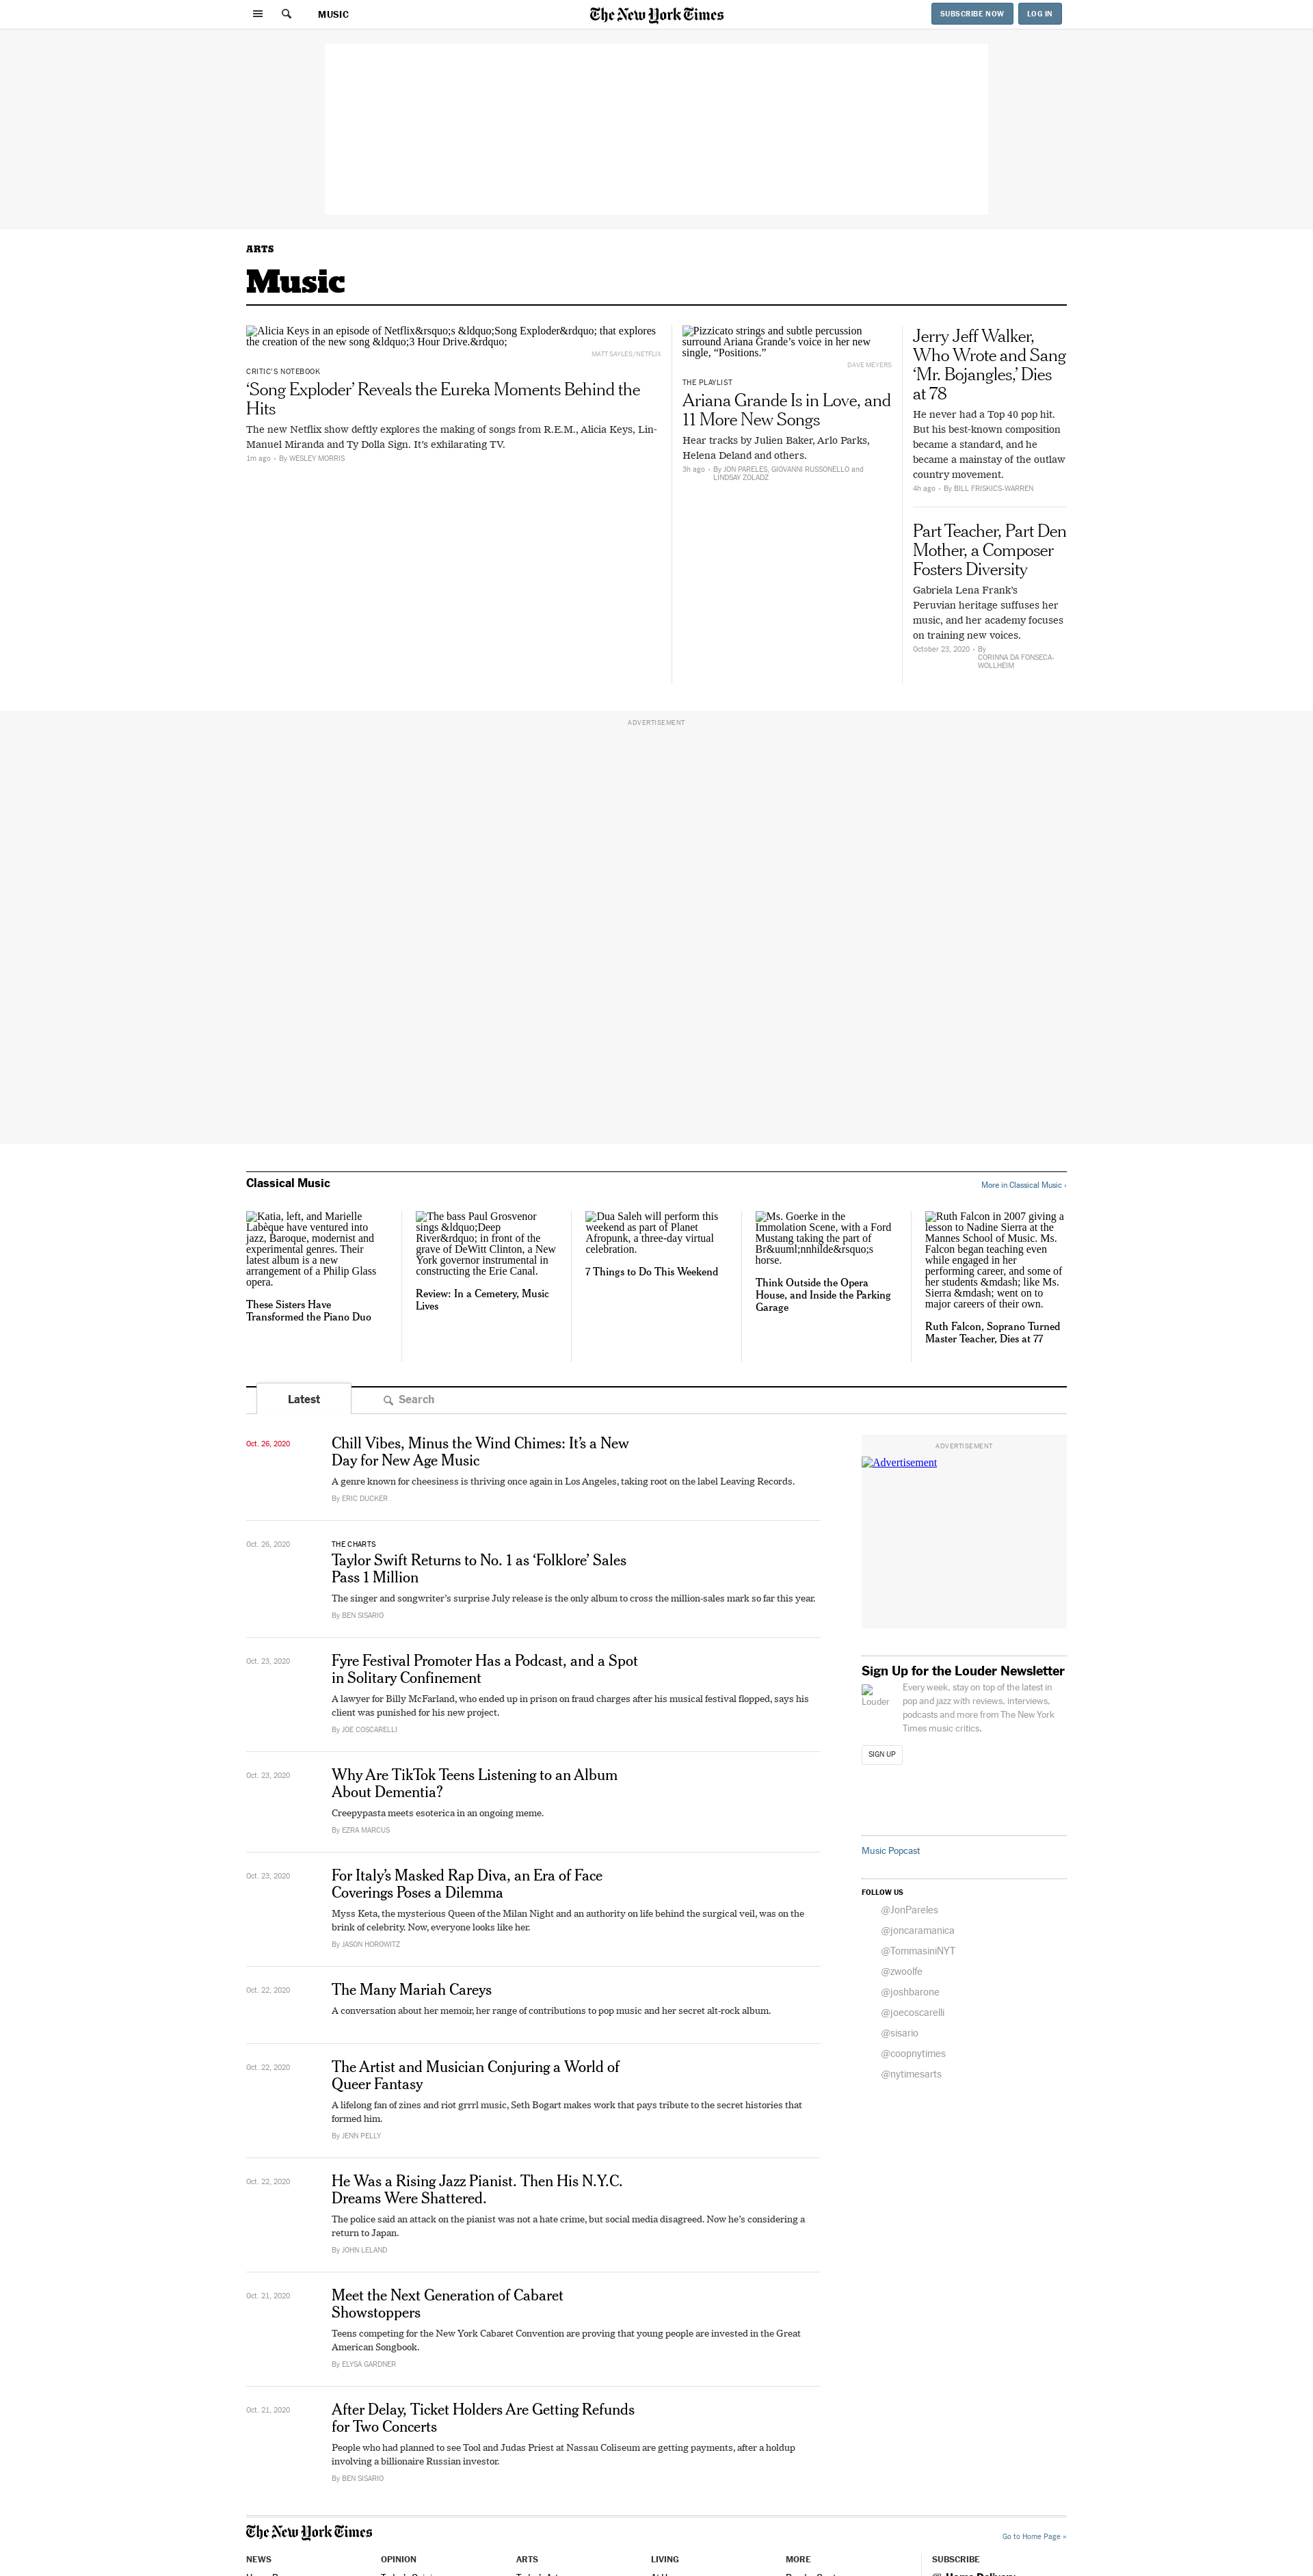 MUSIC
The New York Times
SUBSCRIBE NOW
LOG IN
ARTS
Music
Alicia Keys in an episode of Netflix&rsquo;s &ldquo;Song Exploder&rdquo; that explores
the creation of the new song &ldquo;3 Hour Drive.&rdquo;
MATT SAYLES/NETFLIX
CRITIC'S NOTEBOOK
‘Song Exploder’ Reveals the Eureka Moments Behind the
Hits
The new Netflix show deftly explores the making of songs from R.E.M., Alicia Keys, Lin-
Manuel Miranda and Ty Dolla Sign. It’s exhilarating TV.
1m ago • By WESLEY MORRIS
Pizzicato strings and subtle percussion
surround Ariana Grande’s voice in her new
single, “Positions.”
DAVE MEYERS
THE PLAYLIST
Ariana Grande Is in Love, and
11 More New Songs
Hear tracks by Julien Baker, Arlo Parks,
Helena Deland and others.
3h ago • By JON PARELES, GIOVANNI RUSSONELLO and
LINDSAY ZOLADZ
Jerry Jeff Walker,
Who Wrote and Sang
‘Mr. Bojangles,’ Dies
at 78
He never had a Top 40 pop hit.
But his best-known composition
became a standard, and he
became a mainstay of the outlaw
country movement.
4h ago • By BILL FRISKICS-WARREN
Part Teacher, Part Den
Mother, a Composer
Fosters Diversity
Gabriela Lena Frank’s
Peruvian heritage suffuses her
music, and her academy focuses
on training new voices.
October 23, 2020 • By
CORINNA DA FONSECA-
WOLLHEIM
ADVERTISEMENT
Classical Music
More in Classical Music ›
Katia, left, and Marielle
Labèque have ventured into
jazz, Baroque, modernist and
experimental genres. Their
latest album is a new
arrangement of a Philip Glass
opera.
These Sisters Have
Transformed the Piano Duo
The bass Paul Grosvenor
sings &ldquo;Deep
River&rdquo; in front of the
grave of DeWitt Clinton, a New
York governor instrumental in
constructing the Erie Canal.
Review: In a Cemetery, Music
Lives
Dua Saleh will perform this
weekend as part of Planet
Afropunk, a three-day virtual
celebration.
7 Things to Do This Weekend
Ms. Goerke in the
Immolation Scene, with a Ford
Mustang taking the part of
Br&uuml;nnhilde&rsquo;s
horse.
Think Outside the Opera
House, and Inside the Parking
Garage
Ruth Falcon in 2007 giving a
lesson to Nadine Sierra at the
Mannes School of Music. Ms.
Falcon began teaching even
while engaged in her
performing career, and some of
her students &mdash; like Ms.
Sierra &mdash; went on to
major careers of their own.
Ruth Falcon, Soprano Turned
Master Teacher, Dies at 77
Latest
Search
Oct. 26, 2020
Chill Vibes, Minus the Wind Chimes: It’s a New
Day for New Age Music
A genre known for cheesiness is thriving once again in Los Angeles, taking root on the label Leaving Records.
By ERIC DUCKER
Oct. 26, 2020
THE CHARTS
Taylor Swift Returns to No. 1 as ‘Folklore’ Sales
Pass 1 Million
The singer and songwriter’s surprise July release is the only album to cross the million-sales mark so far this year.
By BEN SISARIO
Oct. 23, 2020
Fyre Festival Promoter Has a Podcast, and a Spot
in Solitary Confinement
A lawyer for Billy McFarland, who ended up in prison on fraud charges after his musical festival flopped, says his
client was punished for his new project.
By JOE COSCARELLI
Oct. 23, 2020
Why Are TikTok Teens Listening to an Album
About Dementia?
Creepypasta meets esoterica in an ongoing meme.
By EZRA MARCUS
Oct. 23, 2020
For Italy’s Masked Rap Diva, an Era of Face
Coverings Poses a Dilemma
Myss Keta, the mysterious Queen of the Milan Night and an authority on life behind the surgical veil, was on the
brink of celebrity. Now, everyone looks like her.
By JASON HOROWITZ
Oct. 22, 2020
The Many Mariah Careys
A conversation about her memoir, her range of contributions to pop music and her secret alt-rock album.
Oct. 22, 2020
The Artist and Musician Conjuring a World of
Queer Fantasy
A lifelong fan of zines and riot grrrl music, Seth Bogart makes work that pays tribute to the secret histories that
formed him.
By JENN PELLY
Oct. 22, 2020
He Was a Rising Jazz Pianist. Then His N.Y.C.
Dreams Were Shattered.
The police said an attack on the pianist was not a hate crime, but social media disagreed. Now he’s considering a
return to Japan.
By JOHN LELAND
Oct. 21, 2020
Meet the Next Generation of Cabaret
Showstoppers
Teens competing for the New York Cabaret Convention are proving that young people are invested in the Great
American Songbook.
By ELYSA GARDNER
Oct. 21, 2020
After Delay, Ticket Holders Are Getting Refunds
for Two Concerts
People who had planned to see Tool and Judas Priest at Nassau Coliseum are getting payments, after a holdup
involving a billionaire Russian investor.
By BEN SISARIO
ADVERTISEMENT
Advertisement
Sign Up for the Louder Newsletter
Louder
Every week, stay on top of the latest in
pop and jazz with reviews, interviews,
podcasts and more from The New York
Times music critics.
SIGN UP
Music Popcast
FOLLOW US
@JonPareles
@joncaramanica
@TommasiniNYT
@zwoolfe
@joshbarone
@joecoscarelli
@sisario
@coopnytimes
@nytimesarts
The New York Times
Go to Home Page »
NEWS
OPINION
ARTS
LIVING
MORE
SUBSCRIBE